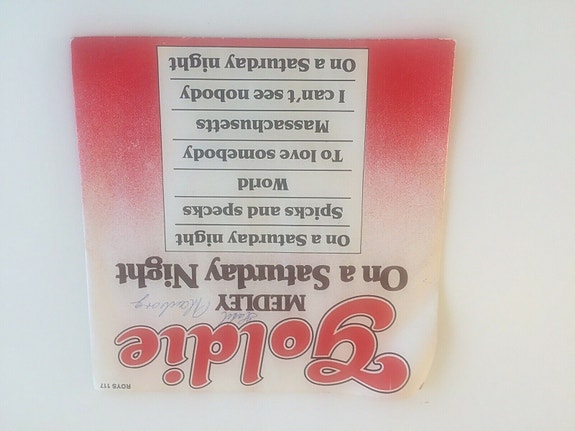 ROYS 117
Goldie
MEDLEY
On a Saturday Night
On a Saturday night
Spicks and specks
World
To love somebody
Massachusetts
I can't see nobody
On a Saturday night